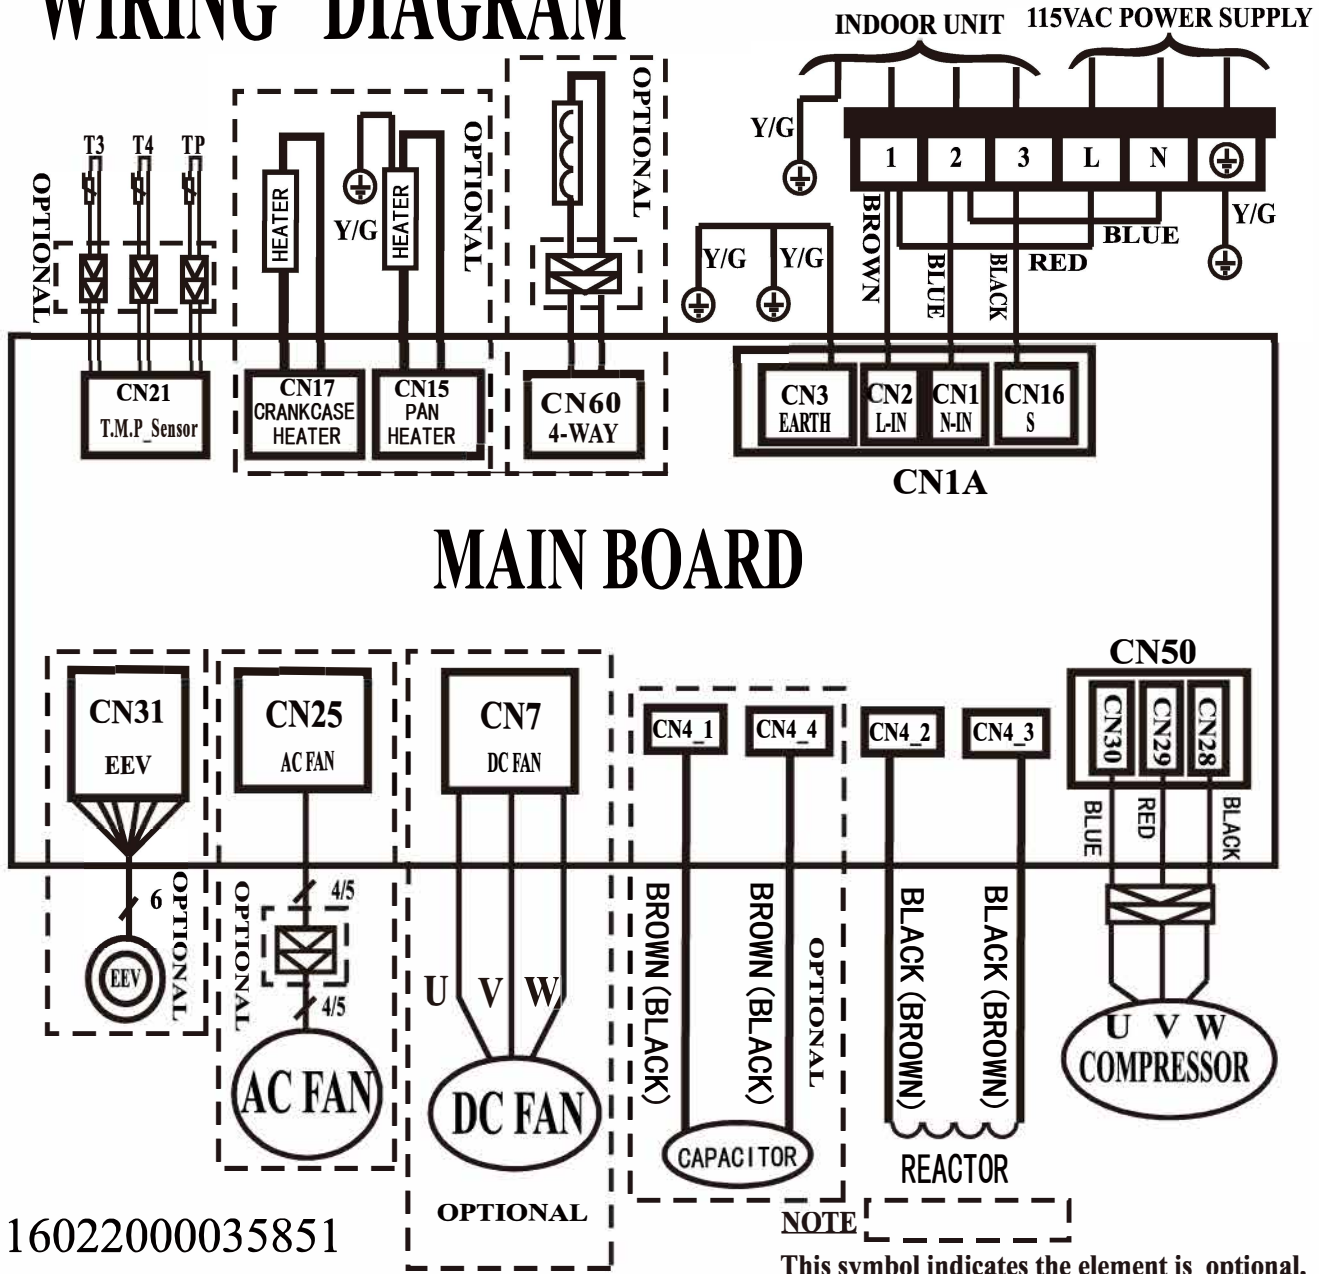 WIRING DIAGRAM
INDOOR UNIT
115VAC POWER SUPPLY
Y/G
1 2 3 L N
Y/G
BROWN
BLUE
BLACK
RED
BLUE
T3 T4 TP
OPTIONAL
HEATER
Y/G
HEATER
OPTIONAL
OPTIONAL
Y/G
Y/G
CN21
T.M.P_Sensor
CN17
CRANKCASE
HEATER
CN15
PAN
HEATER
CN60
4-WAY
CN3
EARTH
CN2
L-IN
CN1
N-IN
CN16
S
CN1A
MAIN BOARD
CN31
EEV
CN25
AC FAN
CN7
DC FAN
CN4_1
CN4_4
CN4_2
CN4_3
CN50
CN30
CN29
CN28
BLUE
RED
BLACK
6
OPTIONAL
EEV
OPTIONAL
4/5
4/5
AC FAN
U V W
DC FAN
OPTIONAL
BROWN(BLACK)
BROWN(BLACK)
OPTIONAL
CAPACITOR
BLACK(BROWN)
BLACK(BROWN)
REACTOR
U V W
COMPRESSOR
16022000035851
NOTE
This symbol indicates the element is optional,